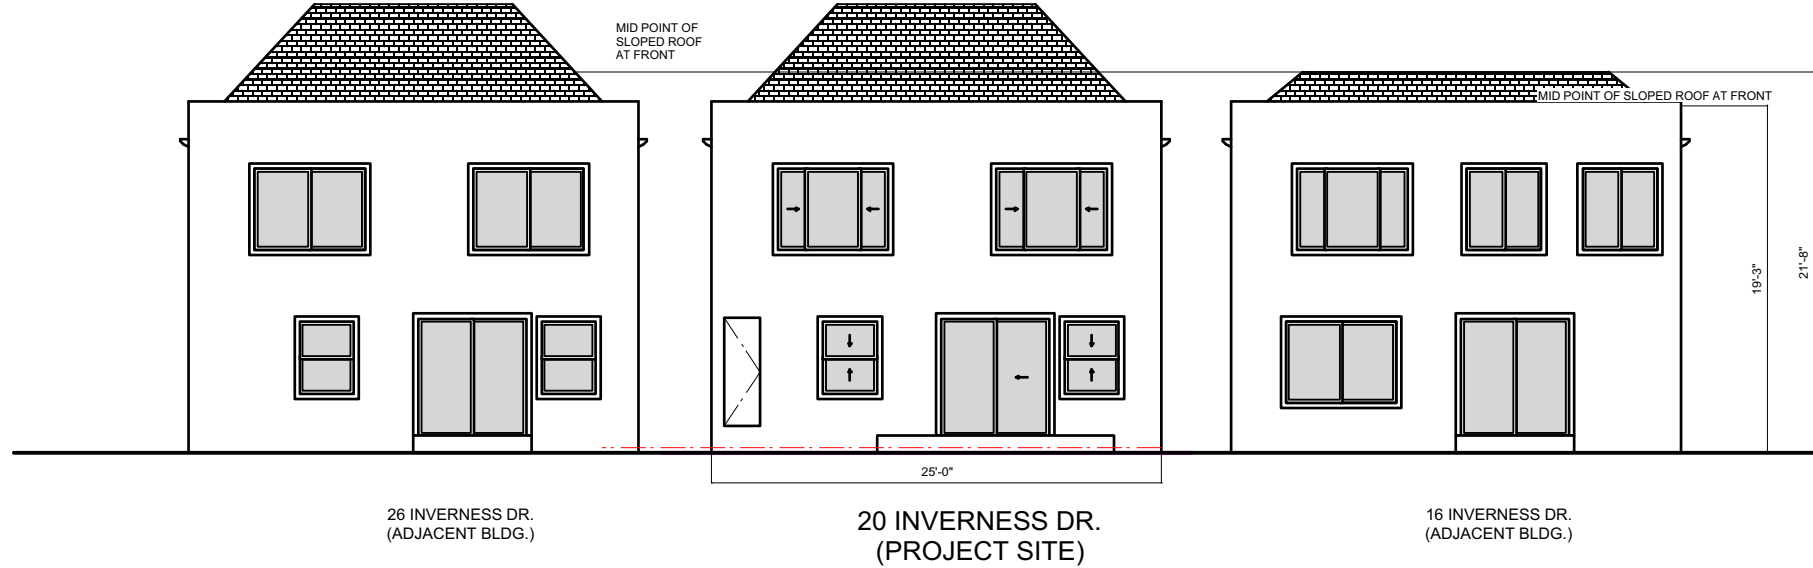 MID POINT OF
SLOPED ROOF
AT FRONT
MID POINT OF SLOPED ROOF AT FRONT
19'-3"
21'-8"
25'-0"
26 INVERNESS DR.
(ADJACENT BLDG.)
20 INVERNESS DR.
(PROJECT SITE)
16 INVERNESS DR.
(ADJACENT BLDG.)